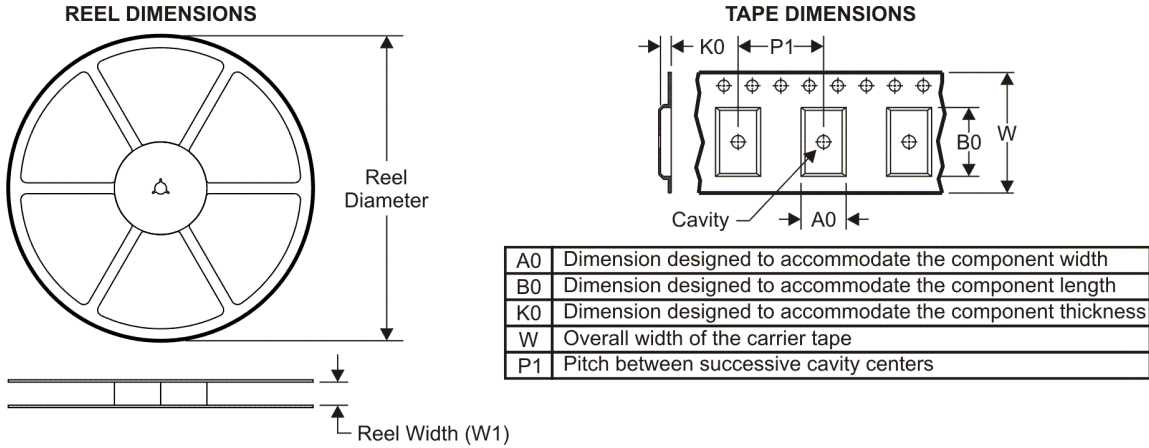 REEL DIMENSIONS
Reel
Diameter
Reel Width (W1)
TAPE DIMENSIONS
K0
P1
B0
W
Cavity
A0
A0 Dimension designed to accommodate the component width
B0 Dimension designed to accommodate the component length
K0 Dimension designed to accommodate the component thickness
W Overall width of the carrier tape
P1 Pitch between successive cavity centers